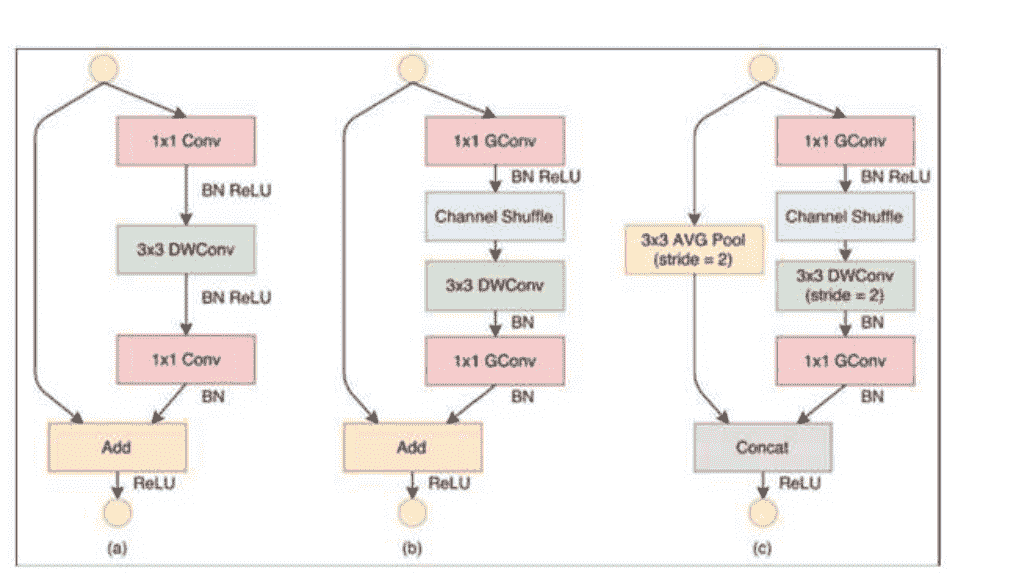 1x1 Conv
BN ReLU
3x3 DWConv
BN ReLU
1x1 Conv
BN
Add
ReLU
(a)
1x1 GConv
BN ReLU
Channel Shuffle
3x3 DWConv
BN
1x1 GConv
BN
Add
ReLU
(b)
1x1 GConv
BN ReLU
Channel Shuffle
3x3 AVG Pool
(stride = 2)
3x3 DWConv
(stride = 2)
BN
1x1 GConv
BN
Concat
ReLU
(c)